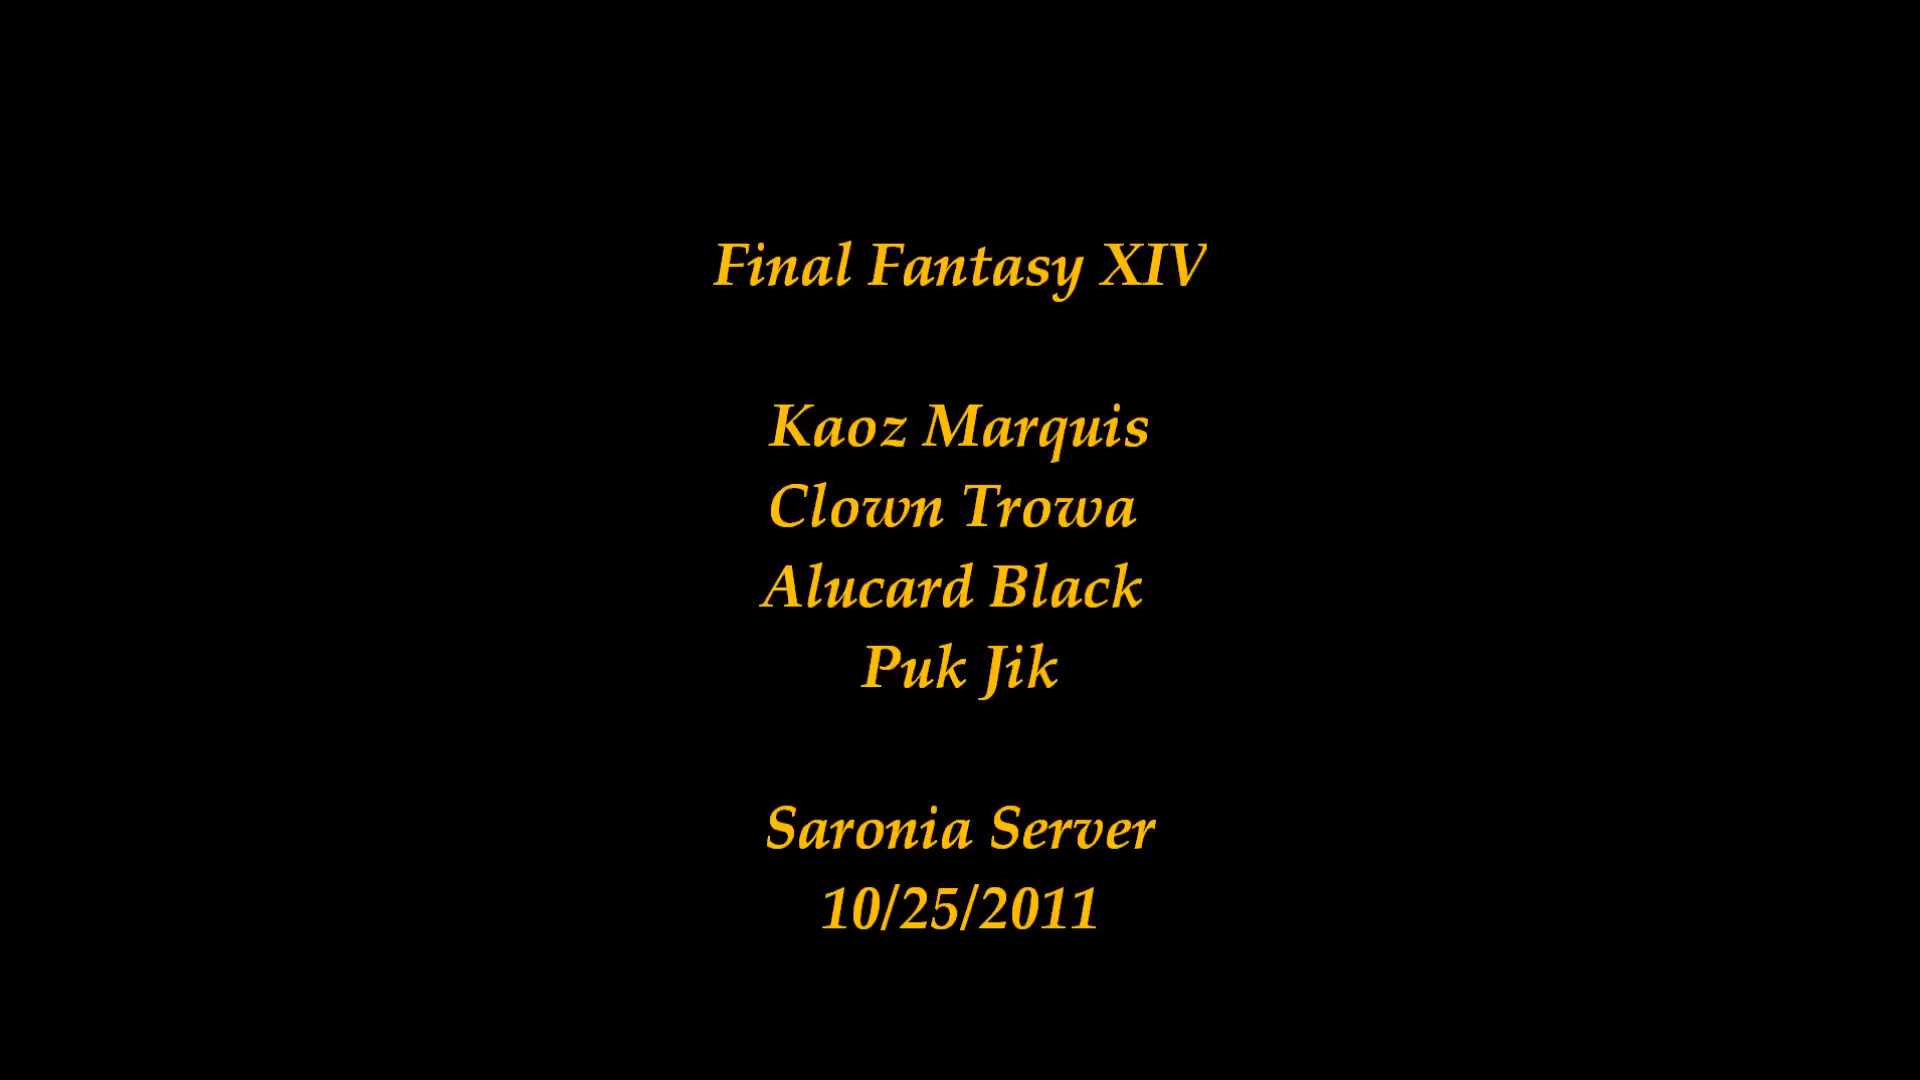 Final Fantasy XIV
Kaoz Marquis
Clown Trowa
Alucard Black
Puk Jik
Saronia Server
10/25/2011